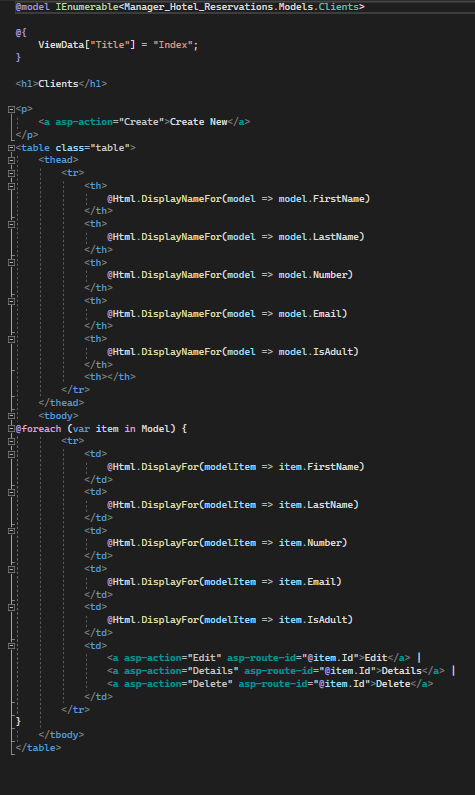 @model IEnumerable<Manager_Hotel_Reservations.Models.Clients>
@{
ViewData["Title"] = "Index";
}
<h1>Clients</h1>
<p>
<a asp-action="Create">Create New</a>
</p>
<table class="table">
<thead>
<tr>
<th>
@Html.DisplayNameFor(model => model.FirstName)
</th>
<th>
@Html.DisplayNameFor(model => model.LastName)
</th>
<th>
@Html.DisplayNameFor(model => model.Number)
</th>
<th>
@Html.DisplayNameFor(model => model.Email)
</th>
<th>
@Html.DisplayNameFor(model => model.IsAdult)
</th>
<th></th>
</tr>
</thead>
<tbody>
@foreach (var item in Model) {
<tr>
<td>
@Html.DisplayFor(modelItem => item.FirstName)
</td>
<td>
@Html.DisplayFor(modelItem => item.LastName)
</td>
<td>
@Html.DisplayFor(modelItem => item.Number)
</td>
<td>
@Html.DisplayFor(modelItem => item.Email)
</td>
<td>
@Html.DisplayFor(modelItem => item.IsAdult)
</td>
<td>
<a asp-action="Edit" asp-route-id="@item.Id">Edit</a> |
<a asp-action="Details" asp-route-id="@item.Id">Details</a> |
<a asp-action="Delete" asp-route-id="@item.Id">Delete</a>
</td>
</tr>
}
</tbody>
</table>